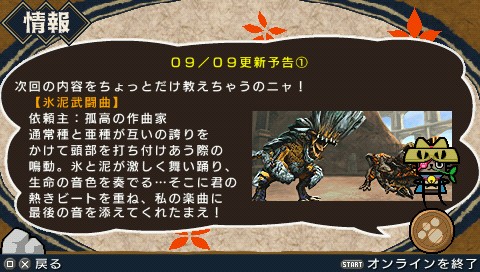 情報
09/09更新予告①
次回の内容をちょっとだけ教えちゃうのニャ!
【氷泥武闘曲】
依頼主:孤高の作曲家
通常種と亜種が互いの誇りを
かけて頭部を打ち付けあう際の
鳴動。氷と泥が激しく舞い踊り、
生命の音色を奏でる…そこに君の
熱きビートを重ね、私の楽曲に
最後の音を添えてくれたまえ!
戻る
START オンラインを終了